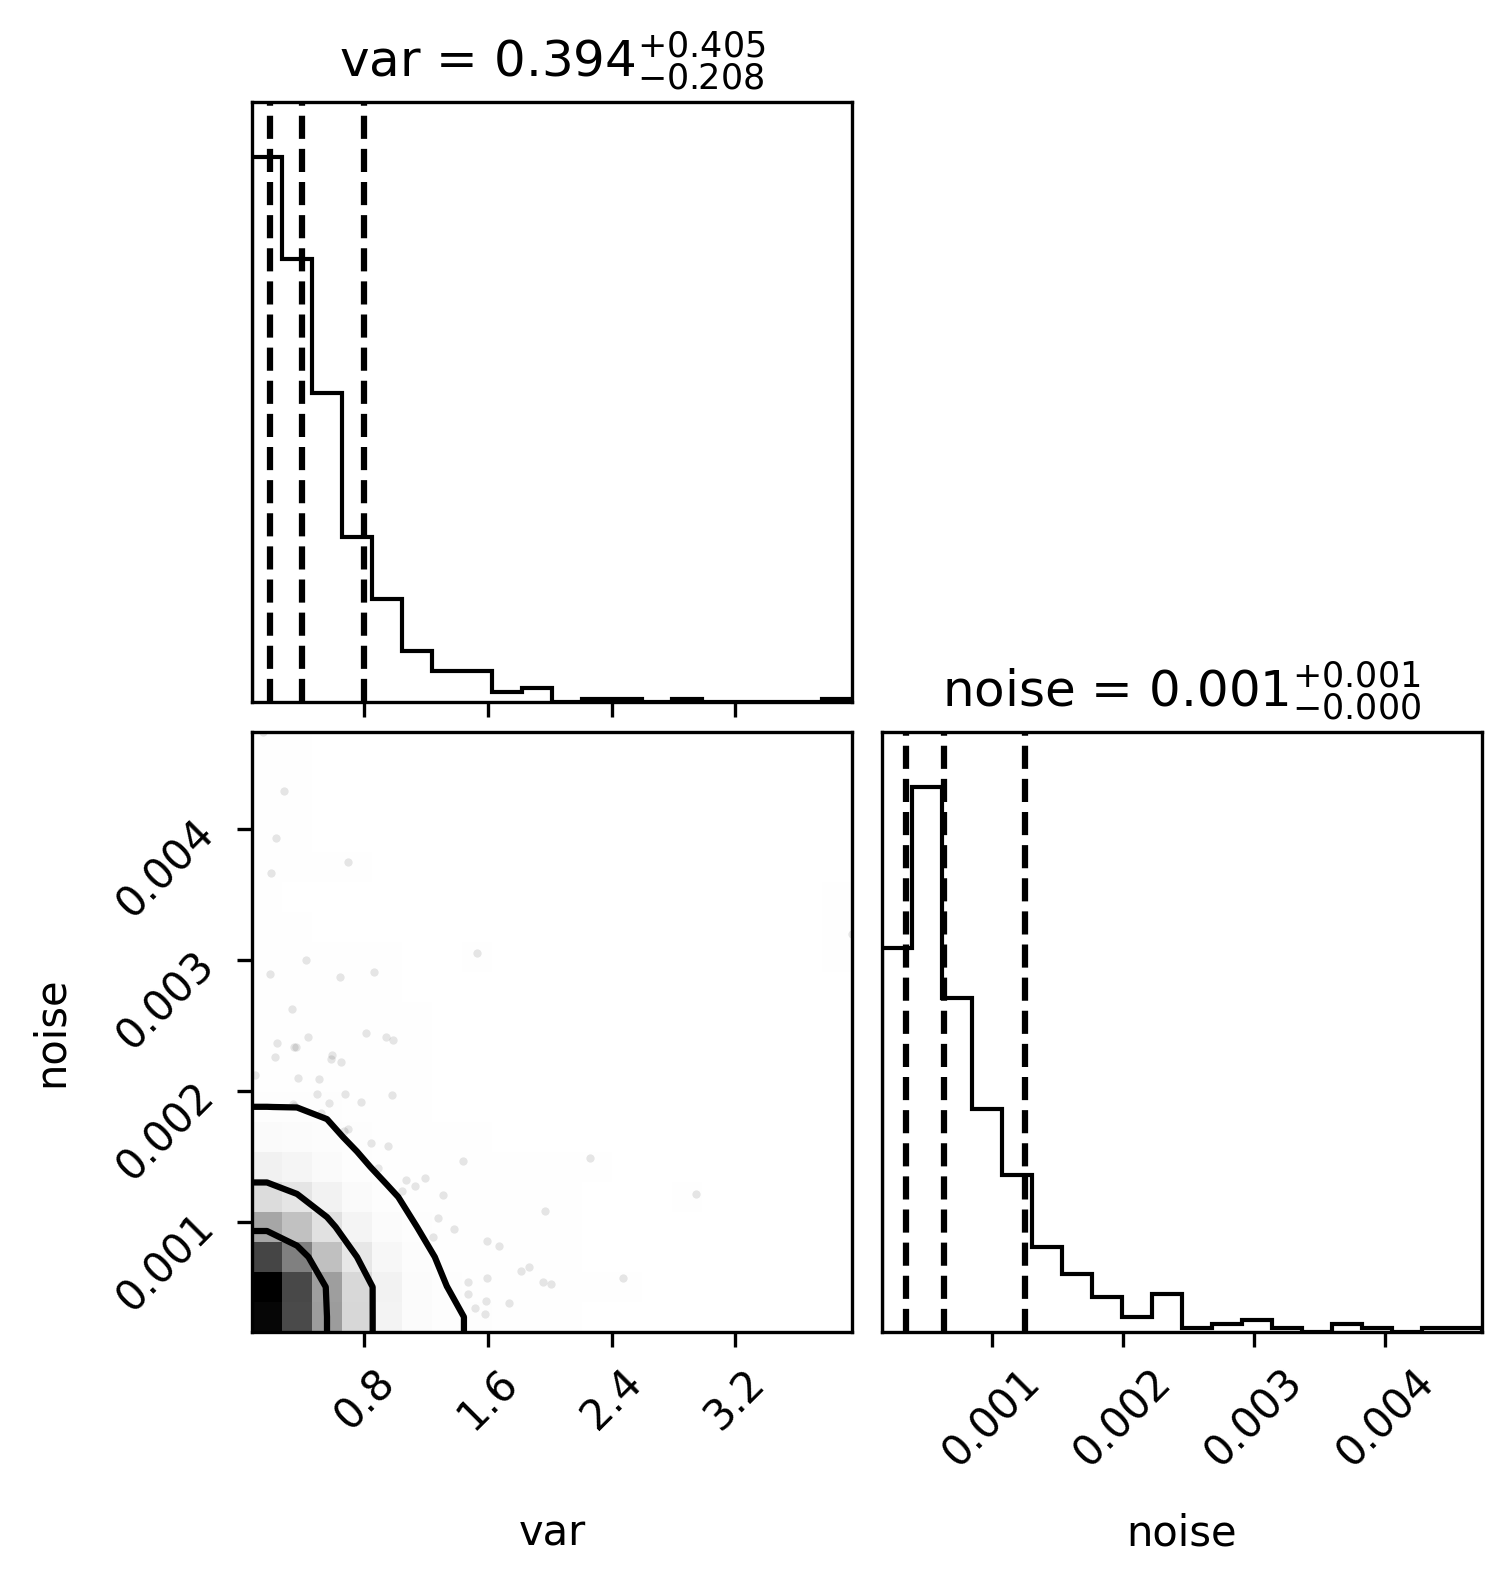 var = 0.394 +0.405 −0.208
noise = 0.001 +0.001 −0.000
0.004
0.003
0.002
0.001
noise
0.8 1.6 2.4 3.2
var
0.001 0.002 0.003 0.004
noise